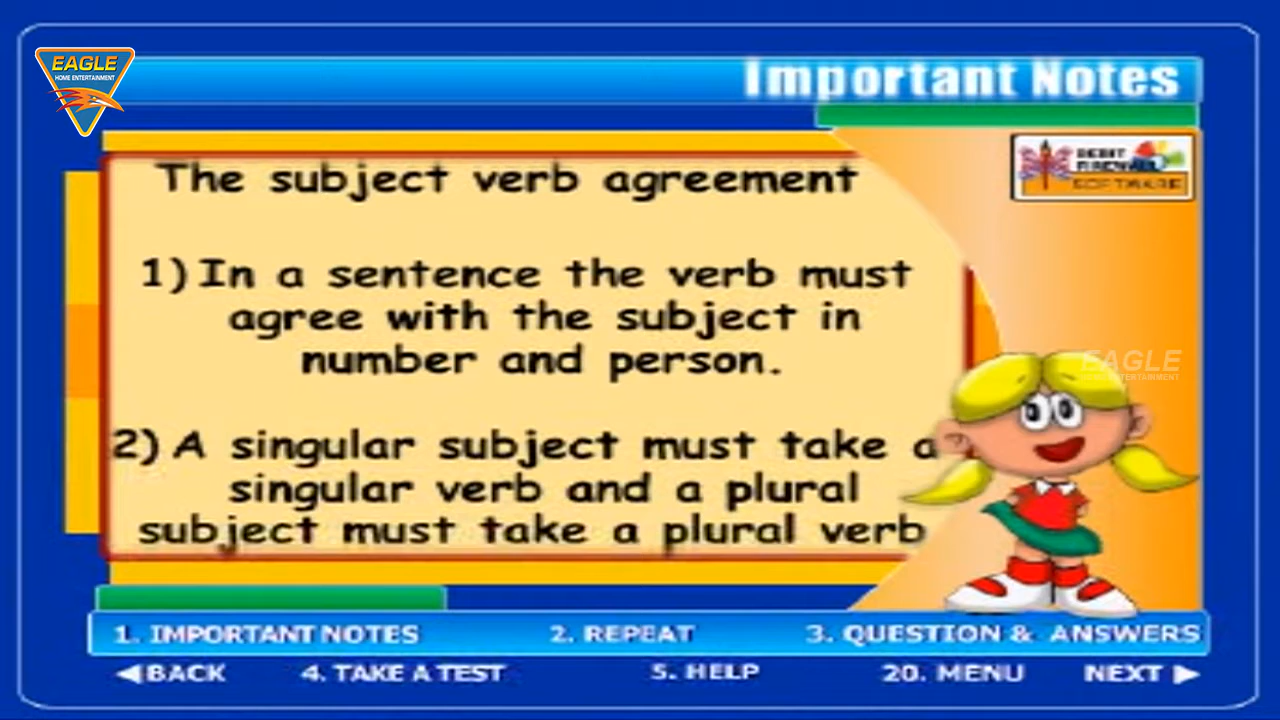 EAGLE
HOME ENTERTAINMENT
Important Notes
The subject verb agreement
1) In a sentence the verb must
agree with the subject in
number and person.
2) A singular subject must take a
singular verb and a plural
subject must take a plural verb
SOFTWARE
EAGLE
HOME ENTERTAINMENT
1. IMPORTANT NOTES
2. REPEAT
3. QUESTION & ANSWERS
BACK
4. TAKE A TEST
5. HELP
20. MENU
NEXT